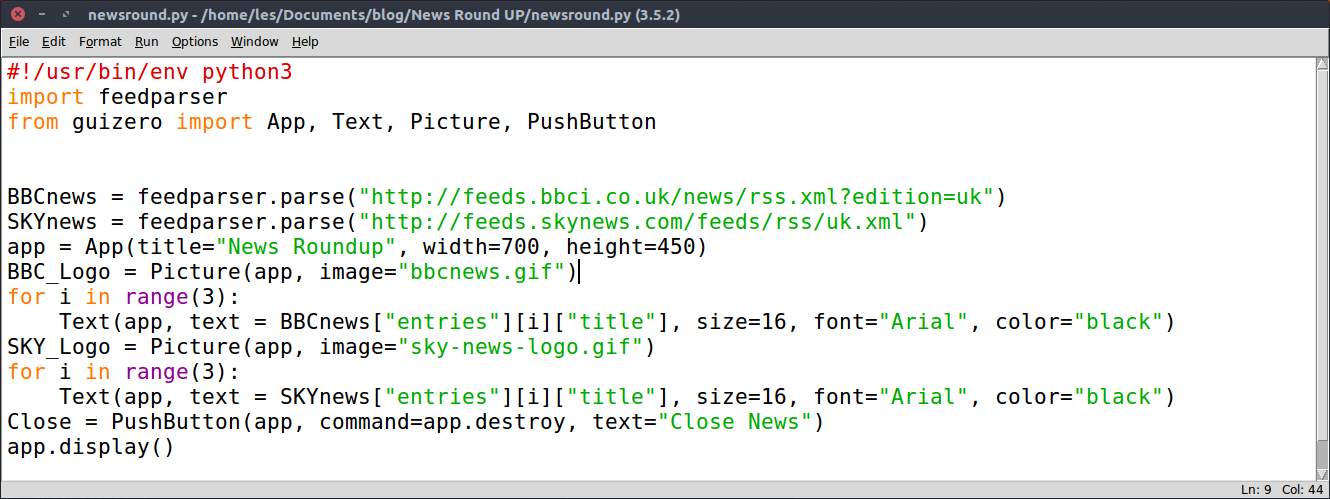 newsround.py - /home/les/Documents/blog/News Round UP/newsround.py (3.5.2)
File Edit Format Run Options Window Help
#!/usr/bin/env python3
import feedparser
from guizero import App, Text, Picture, PushButton
BBCnews = feedparser.parse("http://feeds.bbci.co.uk/news/rss.xml?edition=uk")
SKYnews = feedparser.parse("http://feeds.skynews.com/feeds/rss/uk.xml")
app = App(title="News Roundup", width=700, height=450)
BBC_Logo = Picture(app, image="bbcnews.gif")
for i in range(3):
    Text(app, text = BBCnews["entries"][i]["title"], size=16, font="Arial", color="black")
SKY_Logo = Picture(app, image="sky-news-logo.gif")
for i in range(3):
    Text(app, text = SKYnews["entries"][i]["title"], size=16, font="Arial", color="black")
Close = PushButton(app, command=app.destroy, text="Close News")
app.display()
Ln: 9 Col: 44